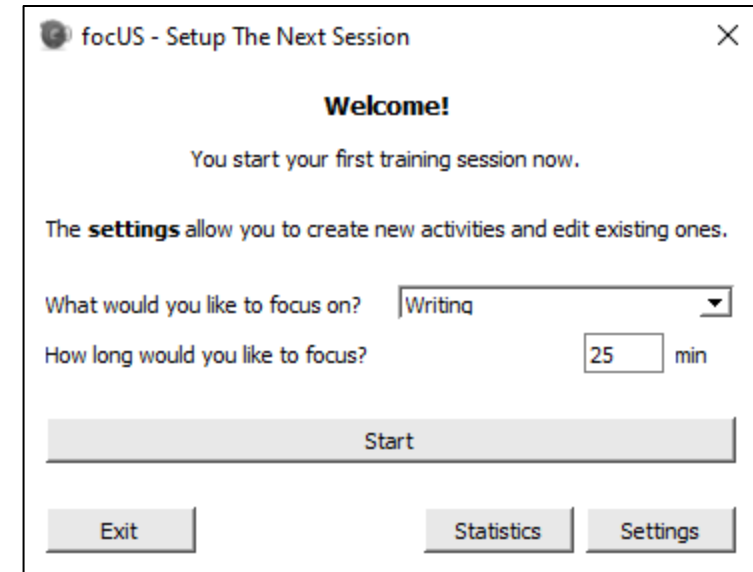 focUS - Setup The Next Session
Welcome!
You start your first training session now.
The settings allow you to create new activities and edit existing ones.
What would you like to focus on? Writing
How long would you like to focus? 25 min
Start
Exit Statistics Settings